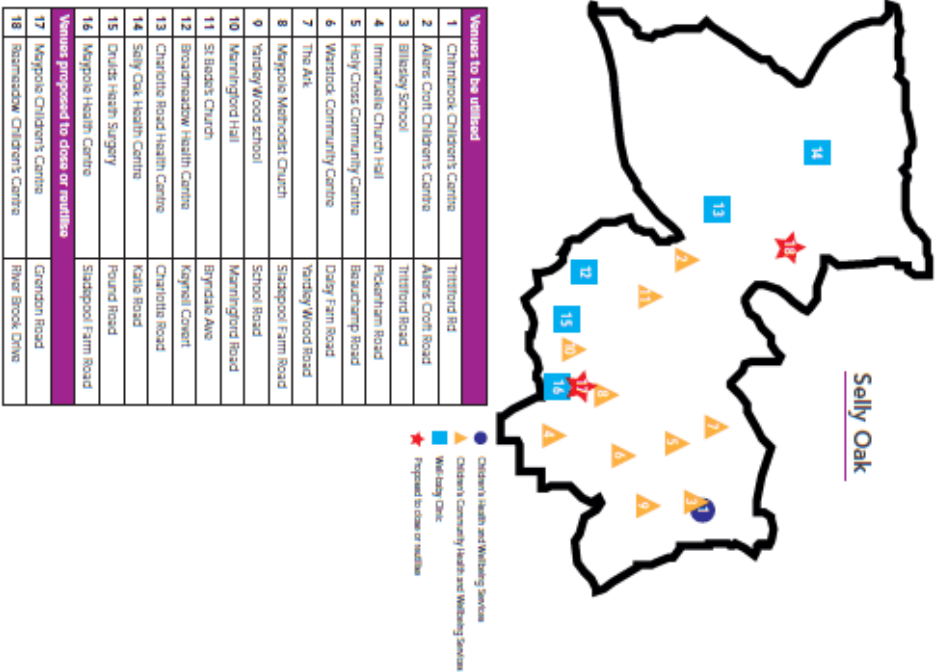 Selly Oak
14
13
18
2
12
11
15
10
16
17
8
7
4
5
6
3
1
9
Children's Health and Wellbeing Services
Children's Community Health and Wellbeing Services
Well-baby Clinic
Proposed to close or reutilise
Venues to be utilised
1 Chinnbrook Children's Centre Trittiford Rd
2 Allens Croft Children's Centre Allens Croft Road
3 Billesley School Trittiford Road
4 Immanuelle Church Hall Pickenham Road
5 Holy Cross Community Centre Beauchamp Road
6 Warstock Community Centre Daisy Farn Road
7 The Ark Yardley Wood Road
8 Maypole Methodist Church Sladepool Farm Road
9 Yardley Wood school School Road
10 Manningford Hall Manningford Road
11 St Bede's Church Bryndale Ave
12 Broadmeadow Health Centre Keynell Covert
13 Charlotte Road Health Centre Charlotte Road
14 Selly Oak Health Centre Katie Road
15 Druids Heath Surgery Pound Road
16 Maypole Health Centre Sladepool Farm Road
Venues proposed to close or reutilise
17 Maypole Children's Centre Grendon Road
18 Reameadow Children's Centre River Brook Drive